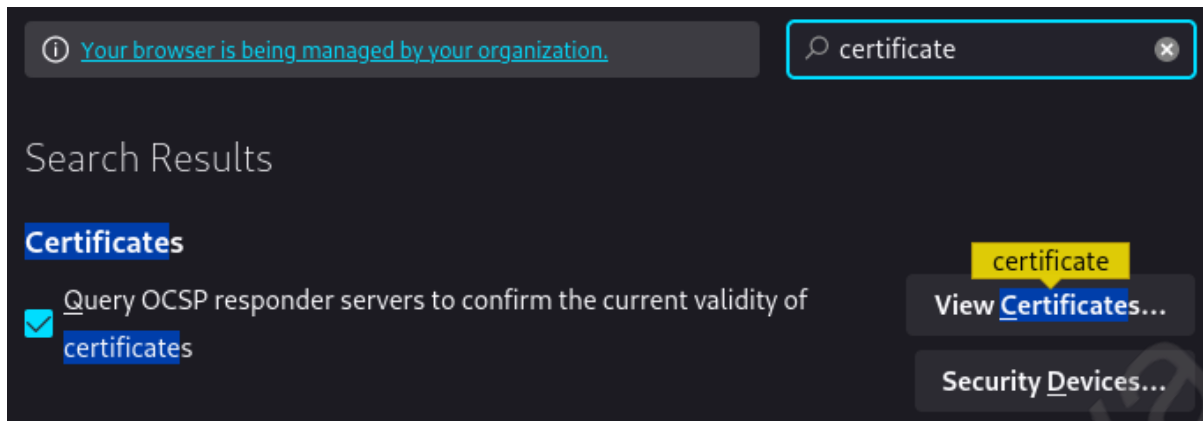 Your browser is being managed by your organization.
certificate
Search Results
Certificates
certificate
Query OCSP responder servers to confirm the current validity of
certificates
View Certificates...
Security Devices...